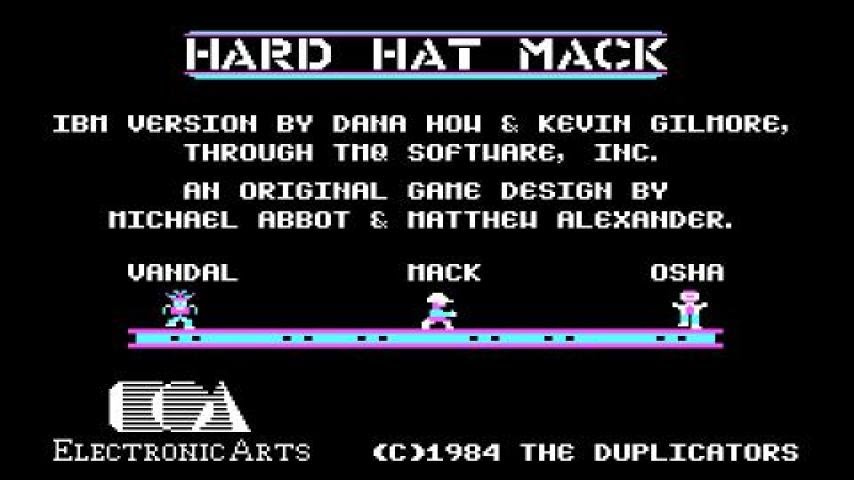 HARD HAT MACK
IBM VERSION BY DANA HOW & KEVIN GILMORE,
THROUGH TMQ SOFTWARE, INC.
AN ORIGINAL GAME DESIGN BY
MICHAEL ABBOT & MATTHEW ALEXANDER.
VANDAL MACK OSHA
ECA
ELECTRONIC ARTS (C)1984 THE DUPLICATORS